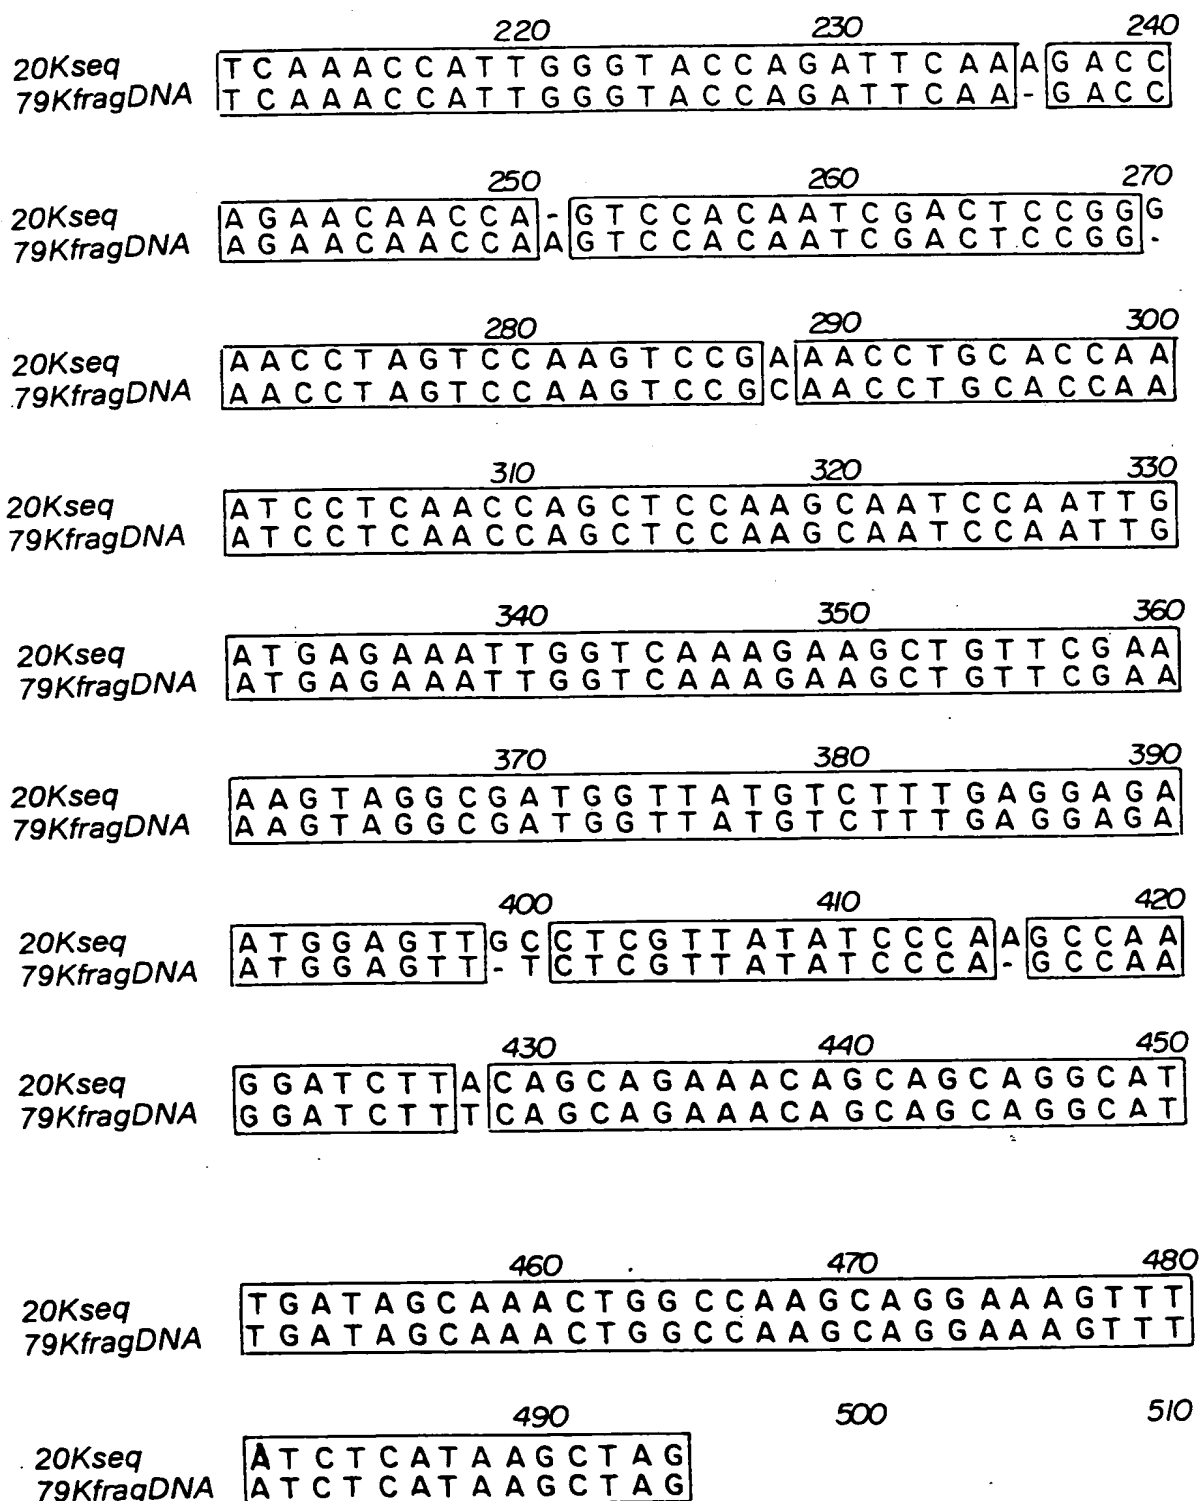 220 230 240
20Kseq TCAAACCATTGGGTACCAGATTCAAAGACC
79KfragDNA TCAAACCATTGGGTACCAGATTCAA-GACC
250 260 270
20Kseq AGAACAACCA-GTCCACAATCGACTCCGGG
79KfragDNA AGAACAACCAAGTCCACAATCGACTCCGG-
280 290 300
20Kseq AACCTAGTCCAAGTCCGAAACCTGCACCAA
79KfragDNA AACCTAGTCCAAGTCCGCAACCTGCACCAA
310 320 330
20Kseq ATCCTCAACCAGCTCCAAGCAATCCAATTG
79KfragDNA ATCCTCAACCAGCTCCAAGCAATCCAATTG
340 350 360
20Kseq ATGAGAAATTGGTCAAAGAAGCTGTTCGAA
79KfragDNA ATGAGAAATTGGTCAAAGAAGCTGTTCGAA
370 380 390
20Kseq AAGTAGGCGATGGTTATGTCTTTGAGGAGA
79KfragDNA AAGTAGGCGATGGTTATGTCTTTGAGGAGA
400 410 420
20Kseq ATGGAGTTGCCTCGTTATATCCCAAGCCAA
79KfragDNA ATGGAGTT-TCTCGTTATATCCCA-GCCAA
430 440 450
20Kseq GGATCTTACAGCAGAAACAGCAGCAGGCAT
79KfragDNA GGATCTTTCAGCAGAAACAGCAGCAGGCAT
460 470 480
20Kseq TGATAGCAAACTGGCCAAGCAGGAAAGTTT
79KfragDNA TGATAGCAAACTGGCCAAGCAGGAAAGTTT
490 500 510
20Kseq ATCTCATAAGCTAG
79KfragDNA ATCTCATAAGCTAG